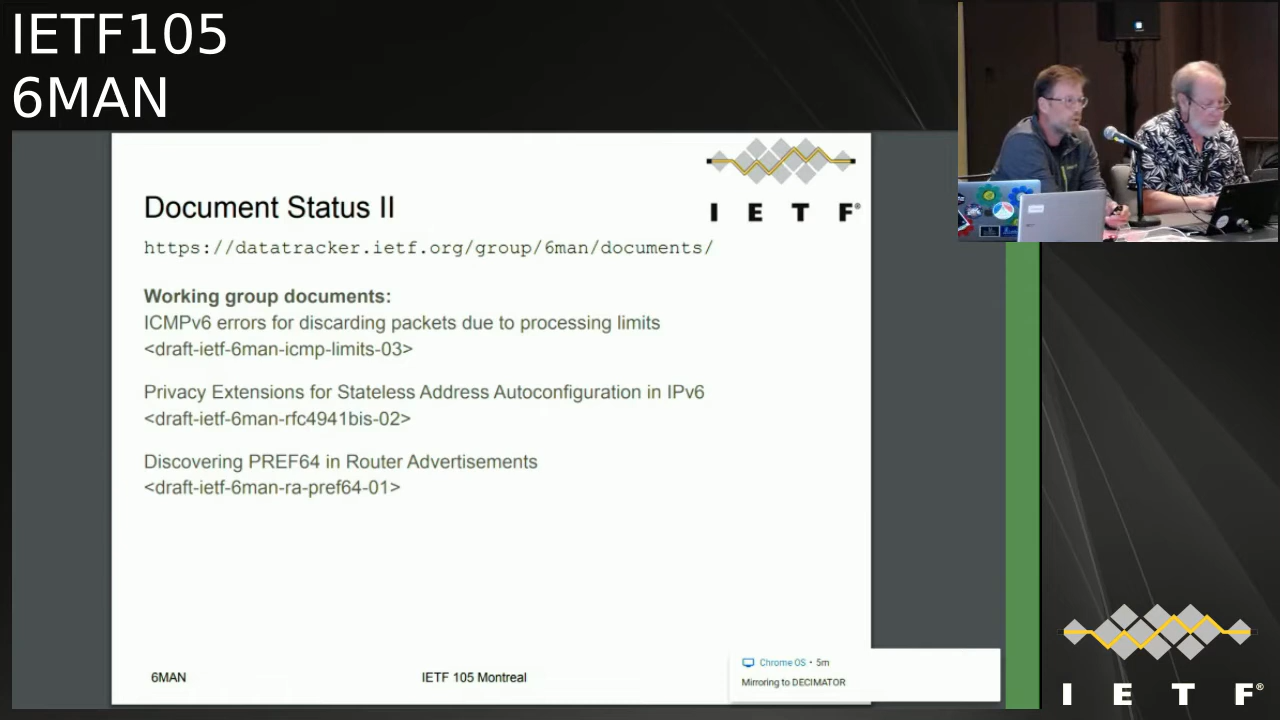 IETF105
6MAN
I E T F®
Document Status II
https://datatracker.ietf.org/group/6man/documents/
Working group documents:
ICMPv6 errors for discarding packets due to processing limits
<draft-ietf-6man-icmp-limits-03>
Privacy Extensions for Stateless Address Autoconfiguration in IPv6
<draft-ietf-6man-rfc4941bis-02>
Discovering PREF64 in Router Advertisements
<draft-ietf-6man-ra-pref64-01>
6MAN
IETF 105 Montreal
Chrome OS • 5m
Mirroring to DECIMATOR
I E T F®